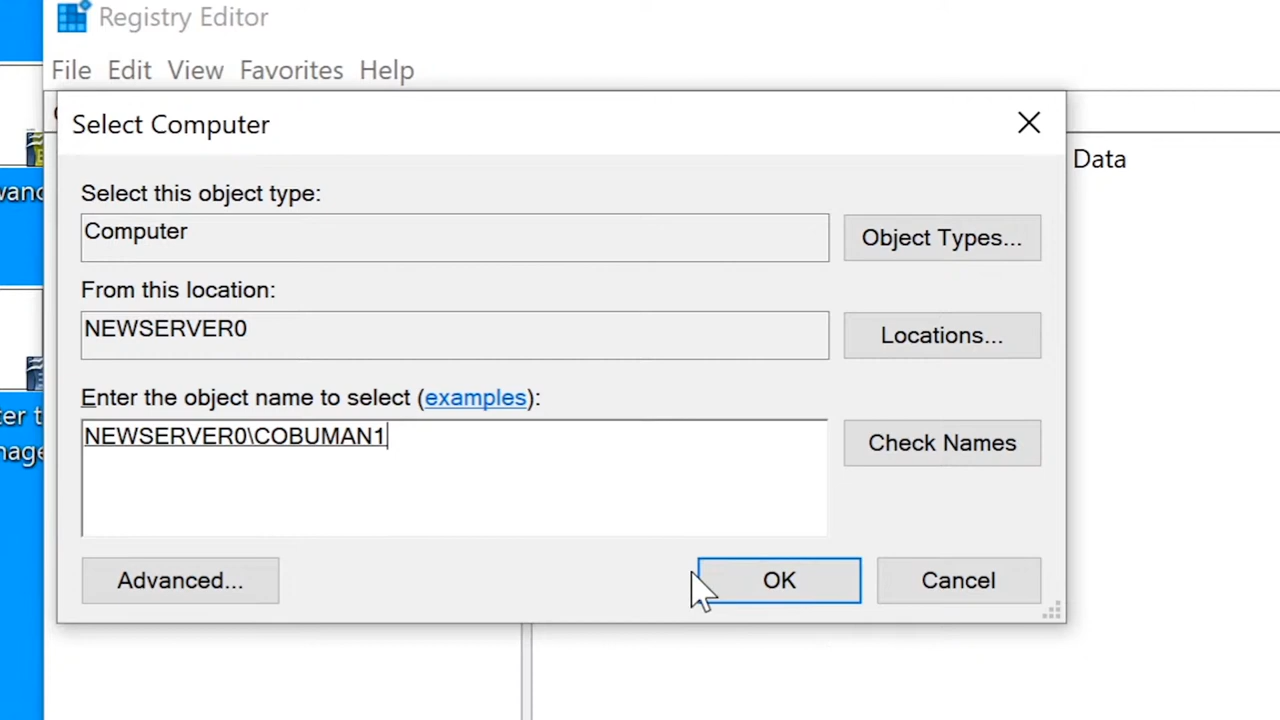 Registry Editor
File Edit View Favorites Help
Select Computer
Data
Select this object type:
Computer
Object Types...
From this location:
NEWSERVER0
Locations...
Enter the object name to select (examples):
NEWSERVER0\COBUMAN1
Check Names
Advanced...
OK
Cancel